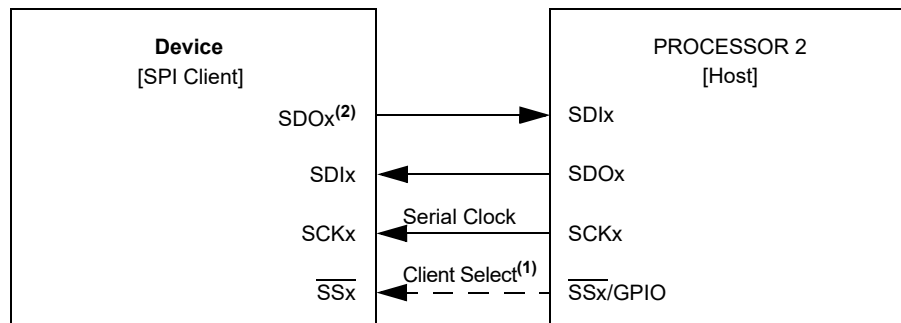 Device
[SPI Client]
PROCESSOR 2
[Host]
SDOx(2)
SDIx
SDIx
SDOx
SCKx
Serial Clock
SCKx
SSx
Client Select(1)
SSx/GPIO